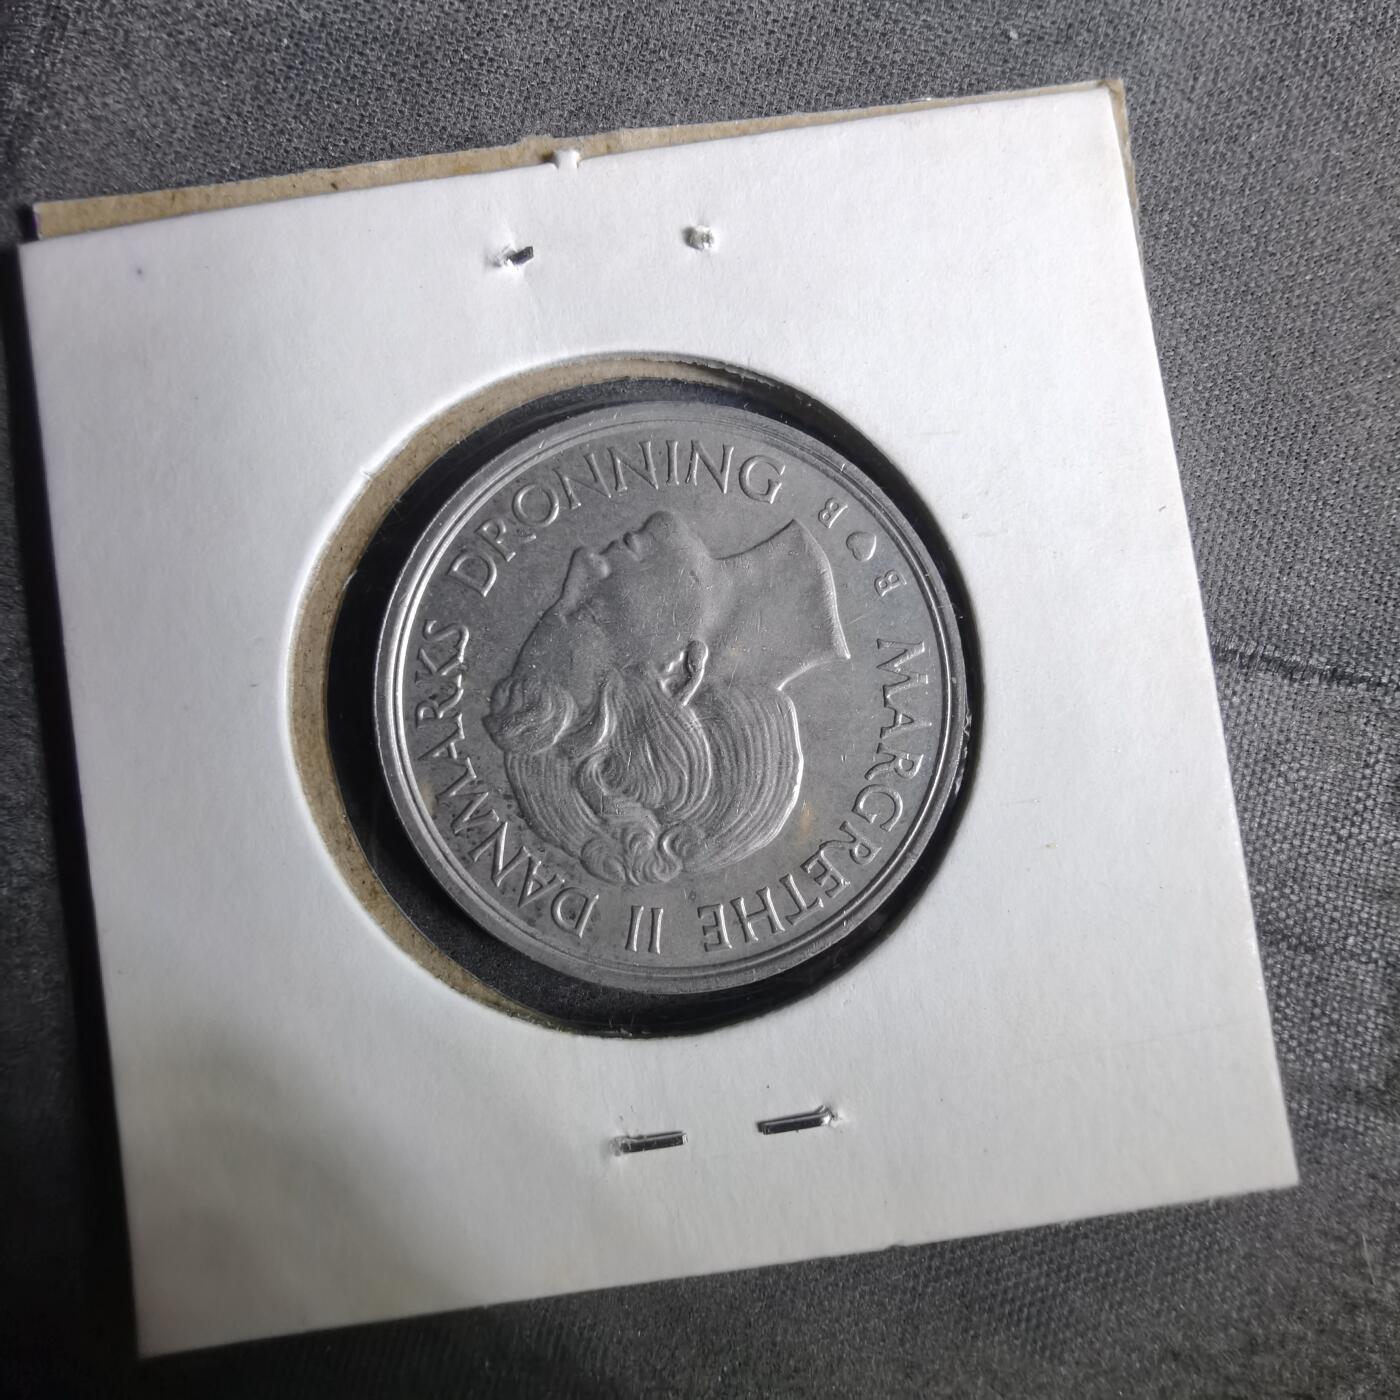 MARGRETHE II DANMARKS DRONNING
B ♥ B